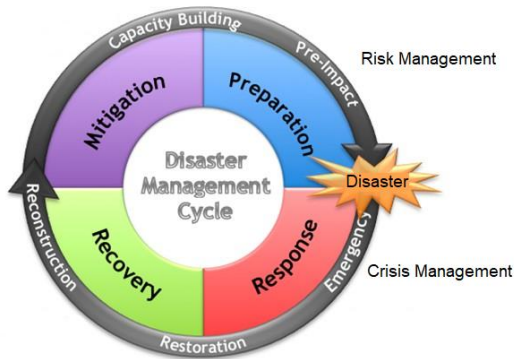 Capacity Building
Pre-Impact
Risk Management
Mitigation
Preparation
Disaster
Management
Cycle
Disaster
Reconstruction
Recovery
Response
Emergency
Crisis Management
Restoration